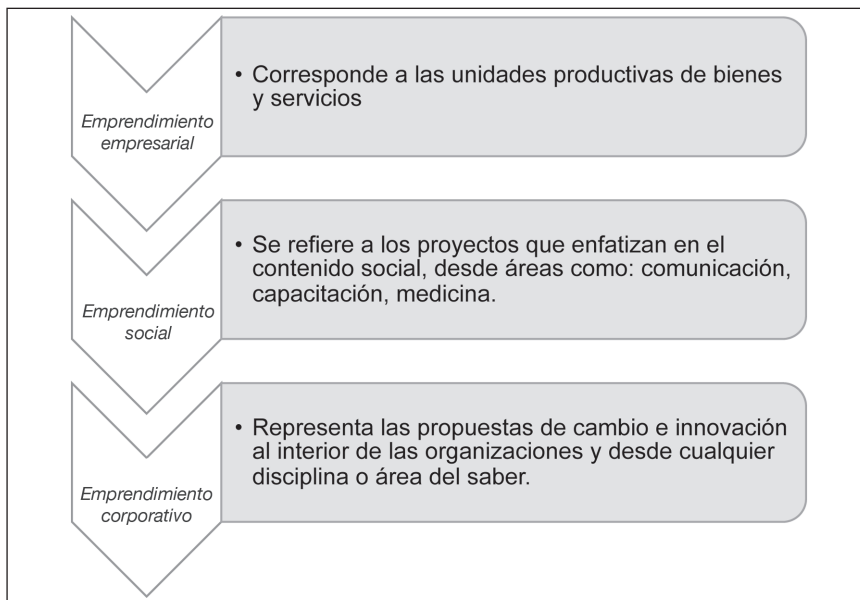 Emprendimiento
empresarial
• Corresponde a las unidades productivas de bienes
y servicios
Emprendimiento
social
• Se refiere a los proyectos que enfatizan en el
contenido social, desde áreas como: comunicación,
capacitación, medicina.
Emprendimiento
corporativo
• Representa las propuestas de cambio e innovación
al interior de las organizaciones y desde cualquier
disciplina o área del saber.